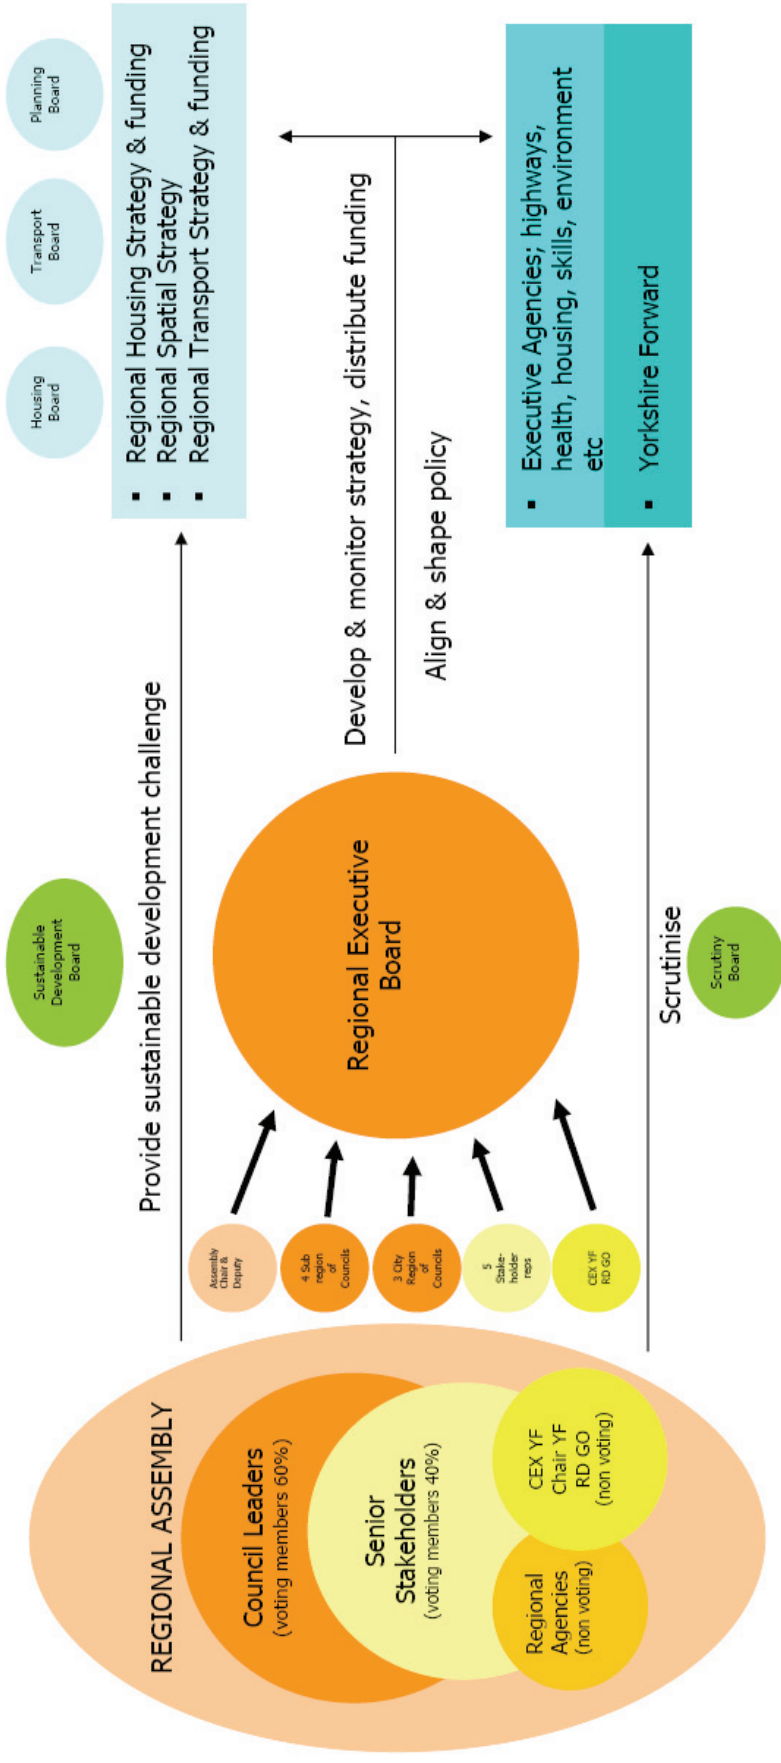 REGIONAL ASSEMBLY
Council Leaders
(voting members 60%)
Senior
Stakeholders
(voting members 40%)
Regional
Agencies
(non voting)
CEX YF
Chair YF
RD GO
(non voting)
Assembly
Chair &
Deputy
4 Sub
region
of
Councils
3 City
Region
of
Councils
5
Stake-
holder
reps
CEX YF
RD GO
Sustainable
Development
Board
Provide sustainable development challenge
Regional Executive
Board
Scrutinise
Scrutiny
Board
Develop & monitor strategy, distribute funding
Align & shape policy
Housing
Board
Transport
Board
Planning
Board
▪ Regional Housing Strategy & funding
▪ Regional Spatial Strategy
▪ Regional Transport Strategy & funding
▪ Executive Agencies; highways,
health, housing, skills, environment
etc
▪ Yorkshire Forward